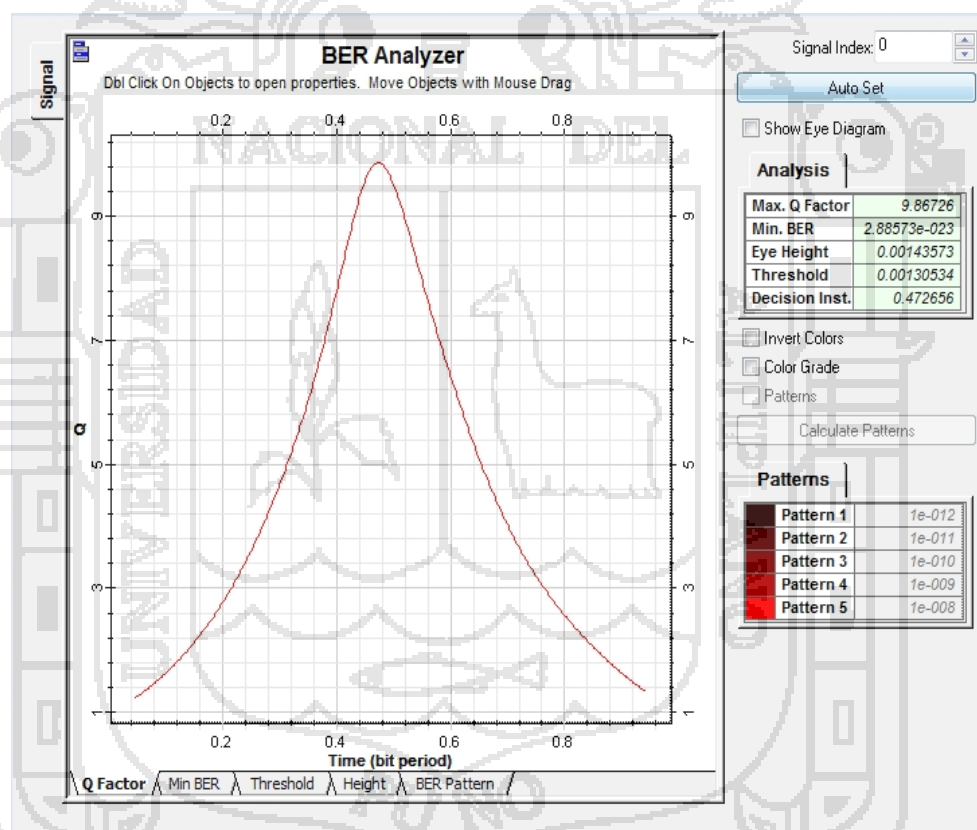 BER Analyzer
Dbl Click On Objects to open properties. Move Objects with Mouse Drag
Signal
0.2 0.4 0.6 0.8
9 9
7 7
Q
5 5
3 3
1 1
0.2 0.4 0.6 0.8
Time (bit period)
Q Factor Min BER Threshold Height BER Pattern
Signal Index: 0
Auto Set
Show Eye Diagram
Analysis
Max. Q Factor 9.86726
Min. BER 2.88573e-023
Eye Height 0.00143573
Threshold 0.00130534
Decision Inst. 0.472656
Invert Colors
Color Grade
Patterns
Calculate Patterns
Patterns
Pattern 1 1e-012
Pattern 2 1e-011
Pattern 3 1e-010
Pattern 4 1e-009
Pattern 5 1e-008
UNIVERSIDAD
NACIONAL DEL